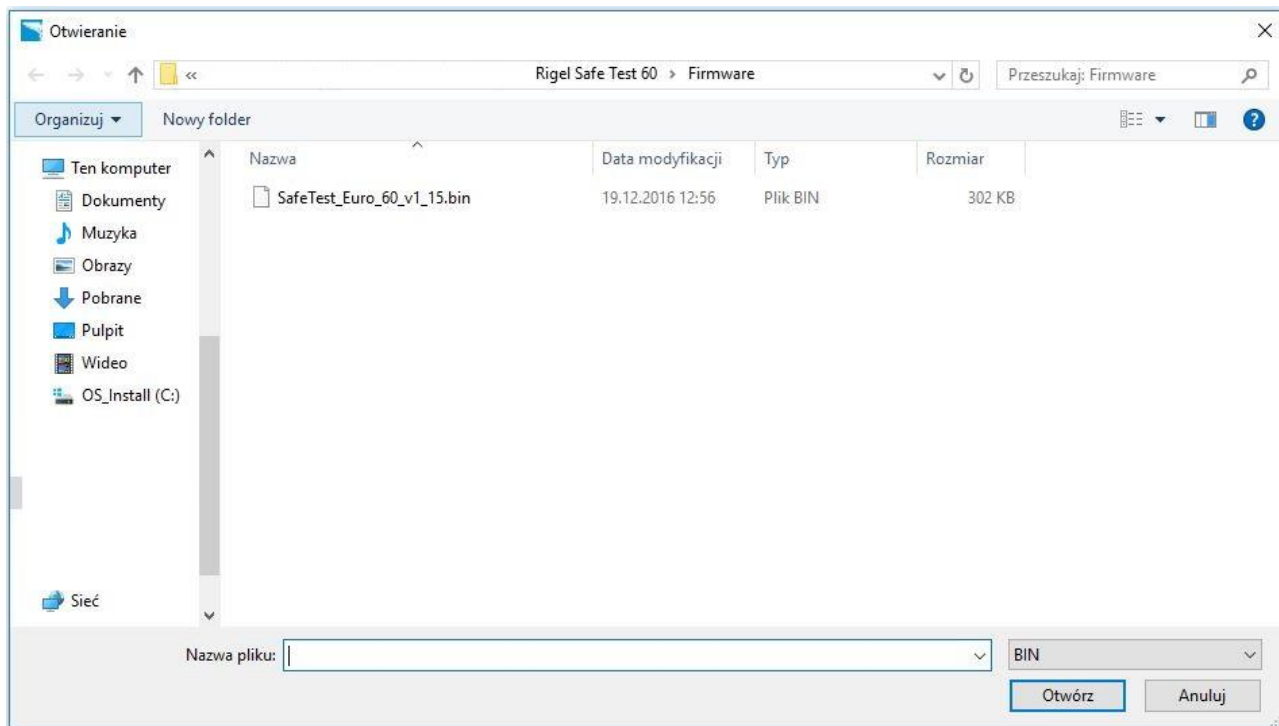 Otwieranie
« Rigel Safe Test 60 › Firmware Przeszukaj: Firmware
Organizuj Nowy folder
Nazwa Data modyfikacji Typ Rozmiar
SafeTest_Euro_60_v1_15.bin 19.12.2016 12:56 Plik BIN 302 KB
Ten komputer
Dokumenty
Muzyka
Obrazy
Pobrane
Pulpit
Wideo
OS_Install (C:)
Sieć
Nazwa pliku: BIN
Otwórz Anuluj